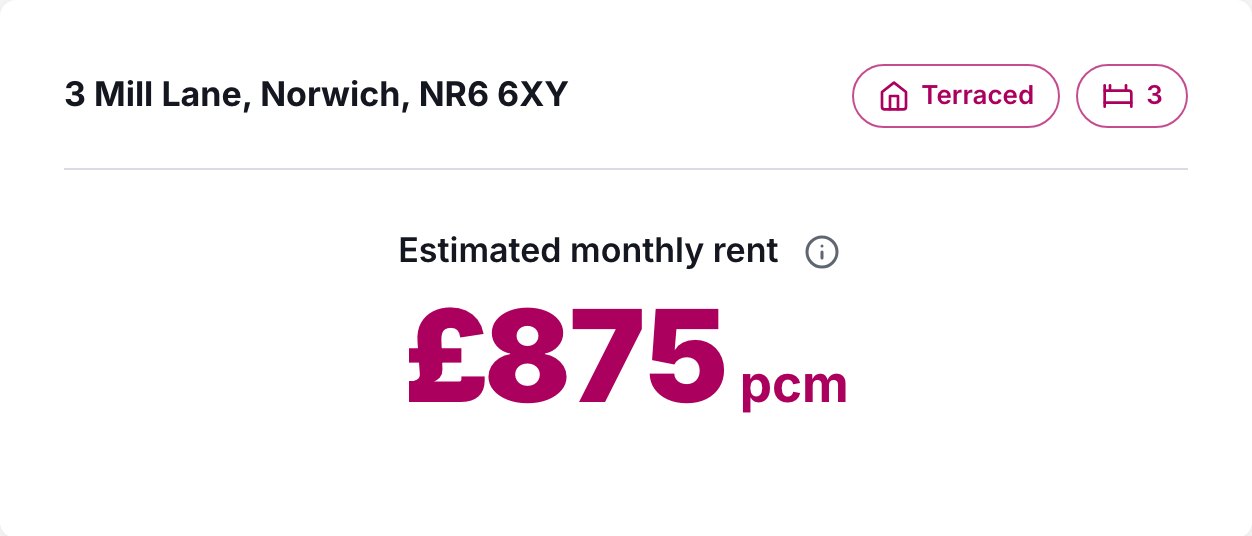 3 Mill Lane, Norwich, NR6 6XY
Terraced
3
Estimated monthly rent
£875 pcm